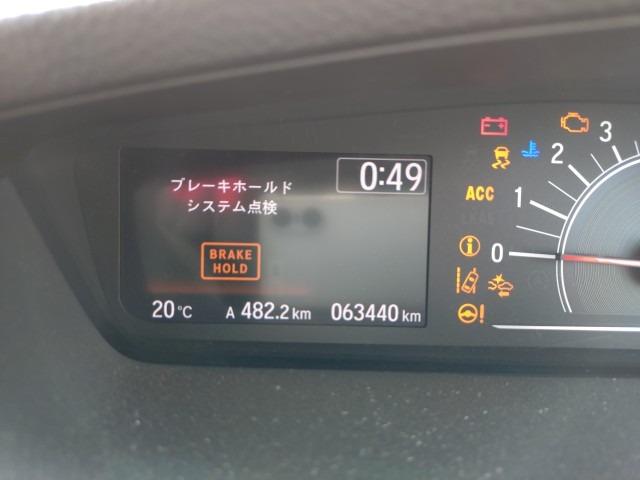 0:49
ブレーキホールド
システム点検
BRAKE
HOLD
20℃
A 482.2 km
063440 km
3
2
ACC
1
0